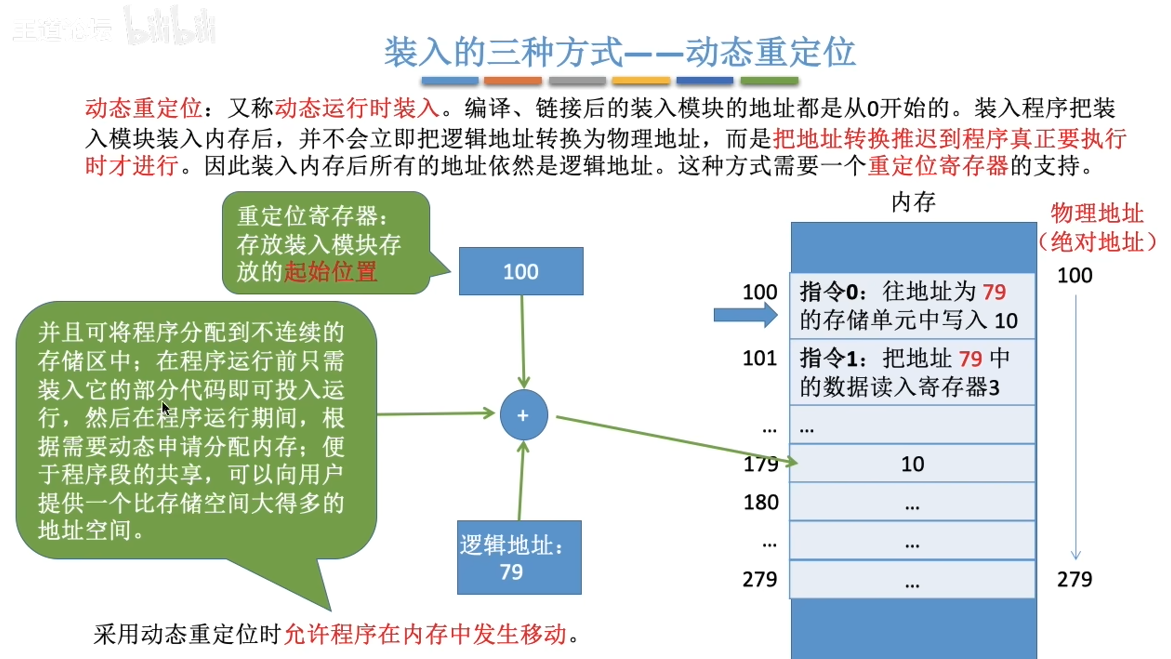 王道论坛 bilibili
装入的三种方式——动态重定位
动态重定位：又称动态运行时装入。编译、链接后的装入模块的地址都是从0开始的。装入程序把装
入模块装入内存后，并不会立即把逻辑地址转换为物理地址，而是把地址转换推迟到程序真正要执行
时才进行。因此装入内存后所有的地址依然是逻辑地址。这种方式需要一个重定位寄存器的支持。
重定位寄存器：
存放装入模块存
放的起始位置
100
并且可将程序分配到不连续的
存储区中；在程序运行前只需
装入它的部分代码即可投入运
行，然后在程序运行期间，根
据需要动态申请分配内存；便
于程序段的共享，可以向用户
提供一个比存储空间大得多的
地址空间。
+
逻辑地址：
79
采用动态重定位时允许程序在内存中发生移动。
内存
物理地址
（绝对地址）
100
100
指令0：往地址为 79
的存储单元中写入 10
101
指令1：把地址 79 中
的数据读入寄存器3
... ...
179 10
180 ...
... ...
279 ...
279